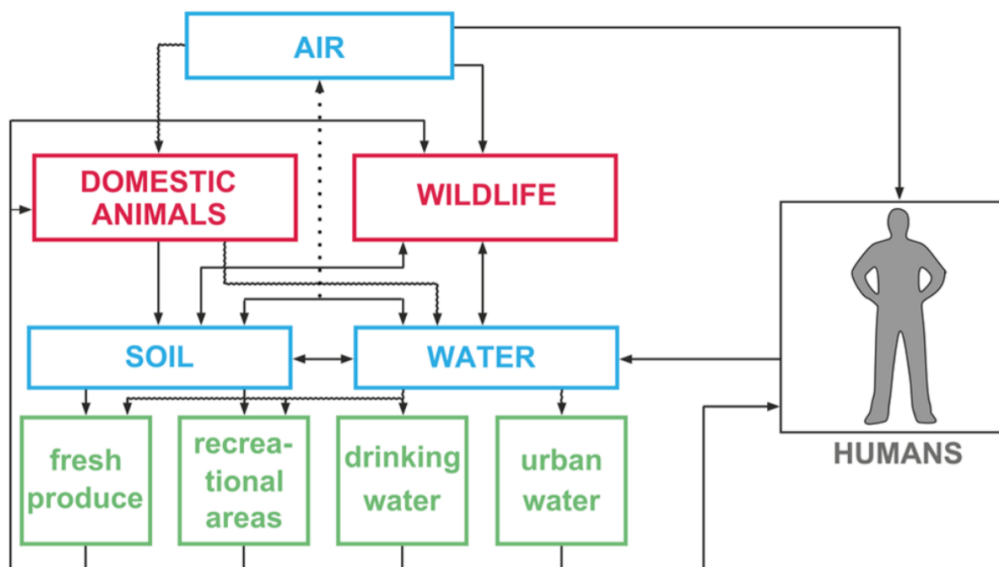 AIR
DOMESTIC
ANIMALS
WILDLIFE
SOIL
WATER
fresh
produce
recrea-
tional
areas
drinking
water
urban
water
HUMANS